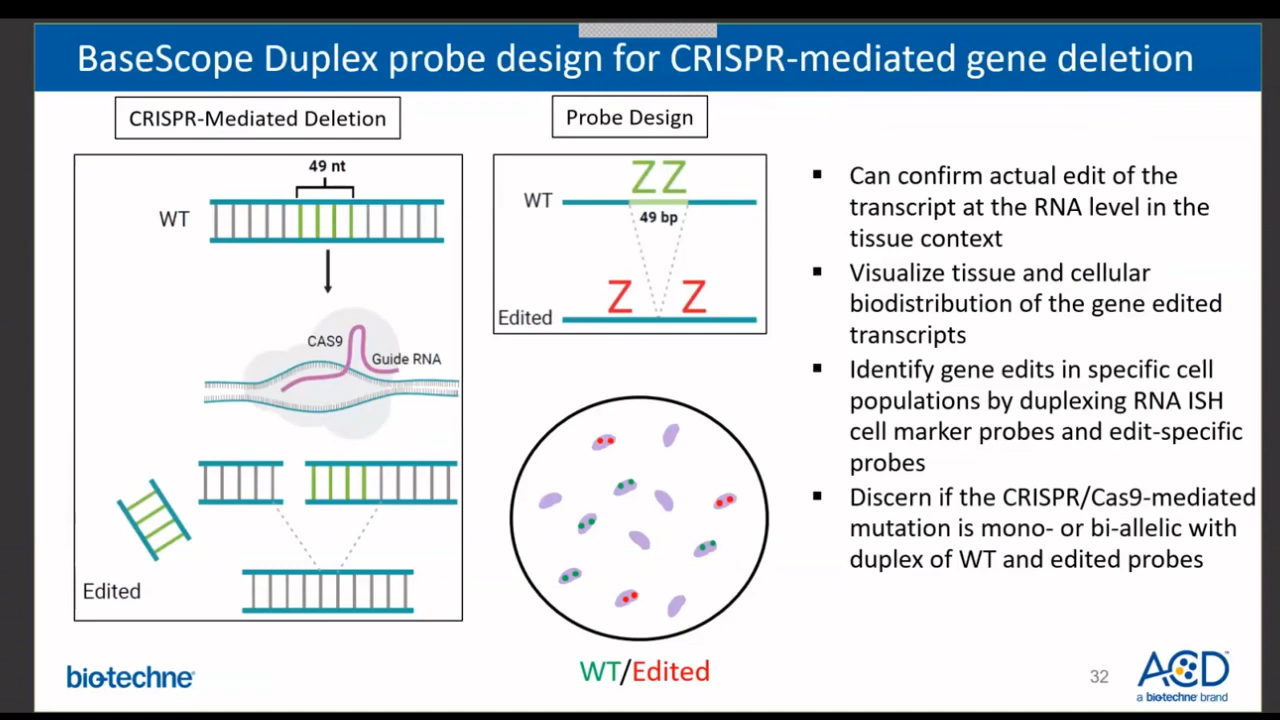 BaseScope Duplex probe design for CRISPR-mediated gene deletion
CRISPR-Mediated Deletion
49 nt
WT
CAS9
Guide RNA
Edited
Probe Design
ZZ
WT
49 bp
Z Z
Edited
WT/Edited
▪ Can confirm actual edit of the
transcript at the RNA level in the
tissue context
▪ Visualize tissue and cellular
biodistribution of the gene edited
transcripts
▪ Identify gene edits in specific cell
populations by duplexing RNA ISH
cell marker probes and edit-specific
probes
▪ Discern if the CRISPR/Cas9-mediated
mutation is mono- or bi-allelic with
duplex of WT and edited probes
bio-techne®
32
ACD™
a bio-techne brand